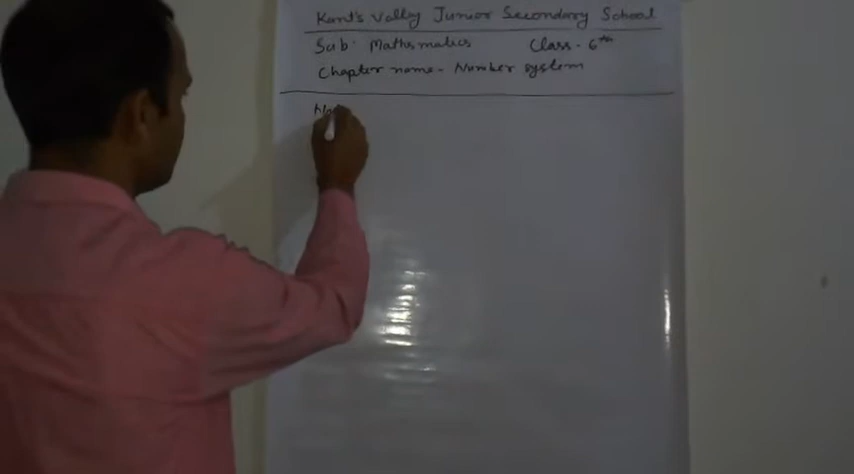 Kant's Valley Junior Secondary School
Sub. Mathematics Class - 6th
Chapter name - Number system